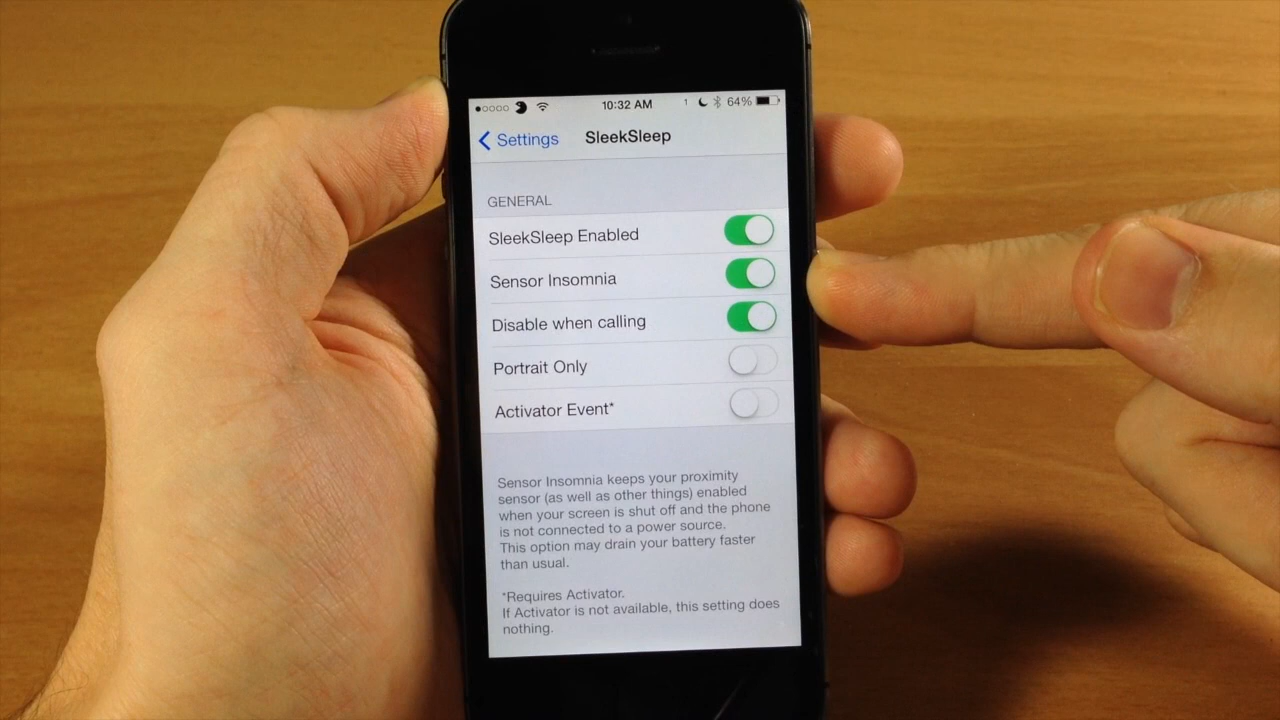 10:32 AM 1 64%
Settings SleekSleep
GENERAL
SleekSleep Enabled
Sensor Insomnia
Disable when calling
Portrait Only
Activator Event*
Sensor Insomnia keeps your proximity
sensor (as well as other things) enabled
when your screen is shut off and the phone
is not connected to a power source.
This option may drain your battery faster
than usual.
*Requires Activator.
If Activator is not available, this setting does
nothing.